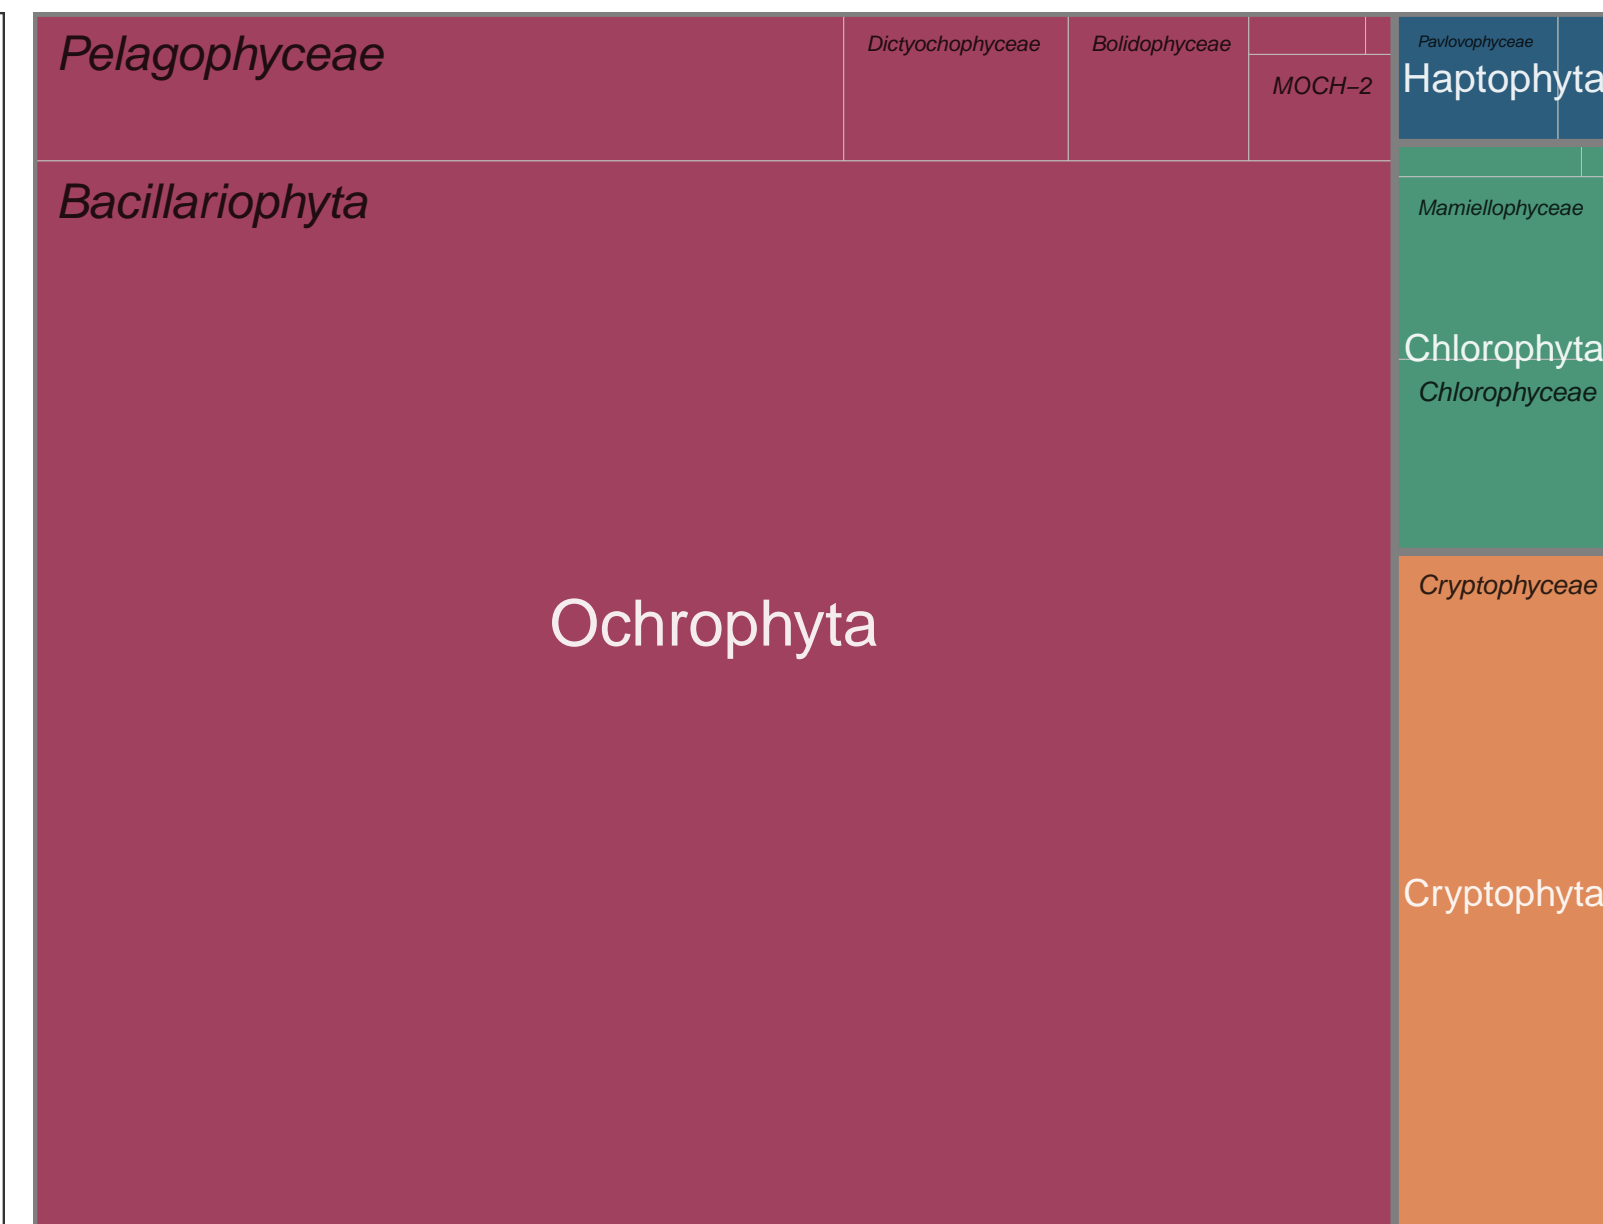 Pelagophyceae
Dictyochophyceae
Bolidophyceae
MOCH–2
Bacillariophyta
Ochrophyta
Pavlovophyceae
Haptophyta
Mamiellophyceae
Chlorophyta
Chlorophyceae
Cryptophyceae
Cryptophyta